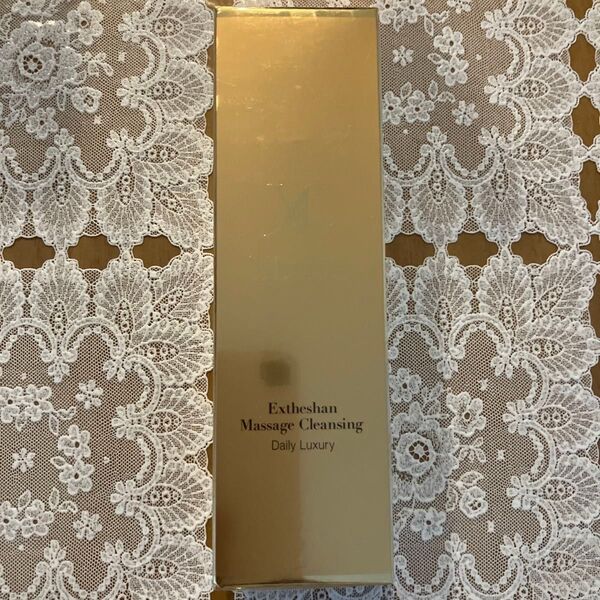 Extheshan
Massage Cleansing
Daily Luxury